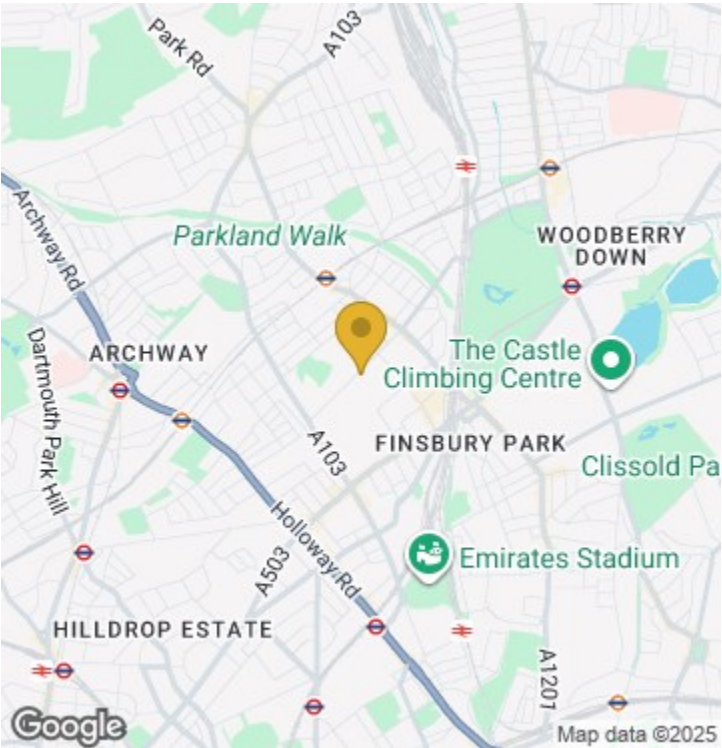 Park Rd
A103
Archway Rd
Parkland Walk
WOODBERRY
DOWN
ARCHWAY
The Castle
Climbing Centre
Dartmouth Park Hill
A103
FINSBURY PARK
Clissold Pa
Holloway Rd
A503
Emirates Stadium
HILLDROP ESTATE
A1201
Google
Map data ©2025